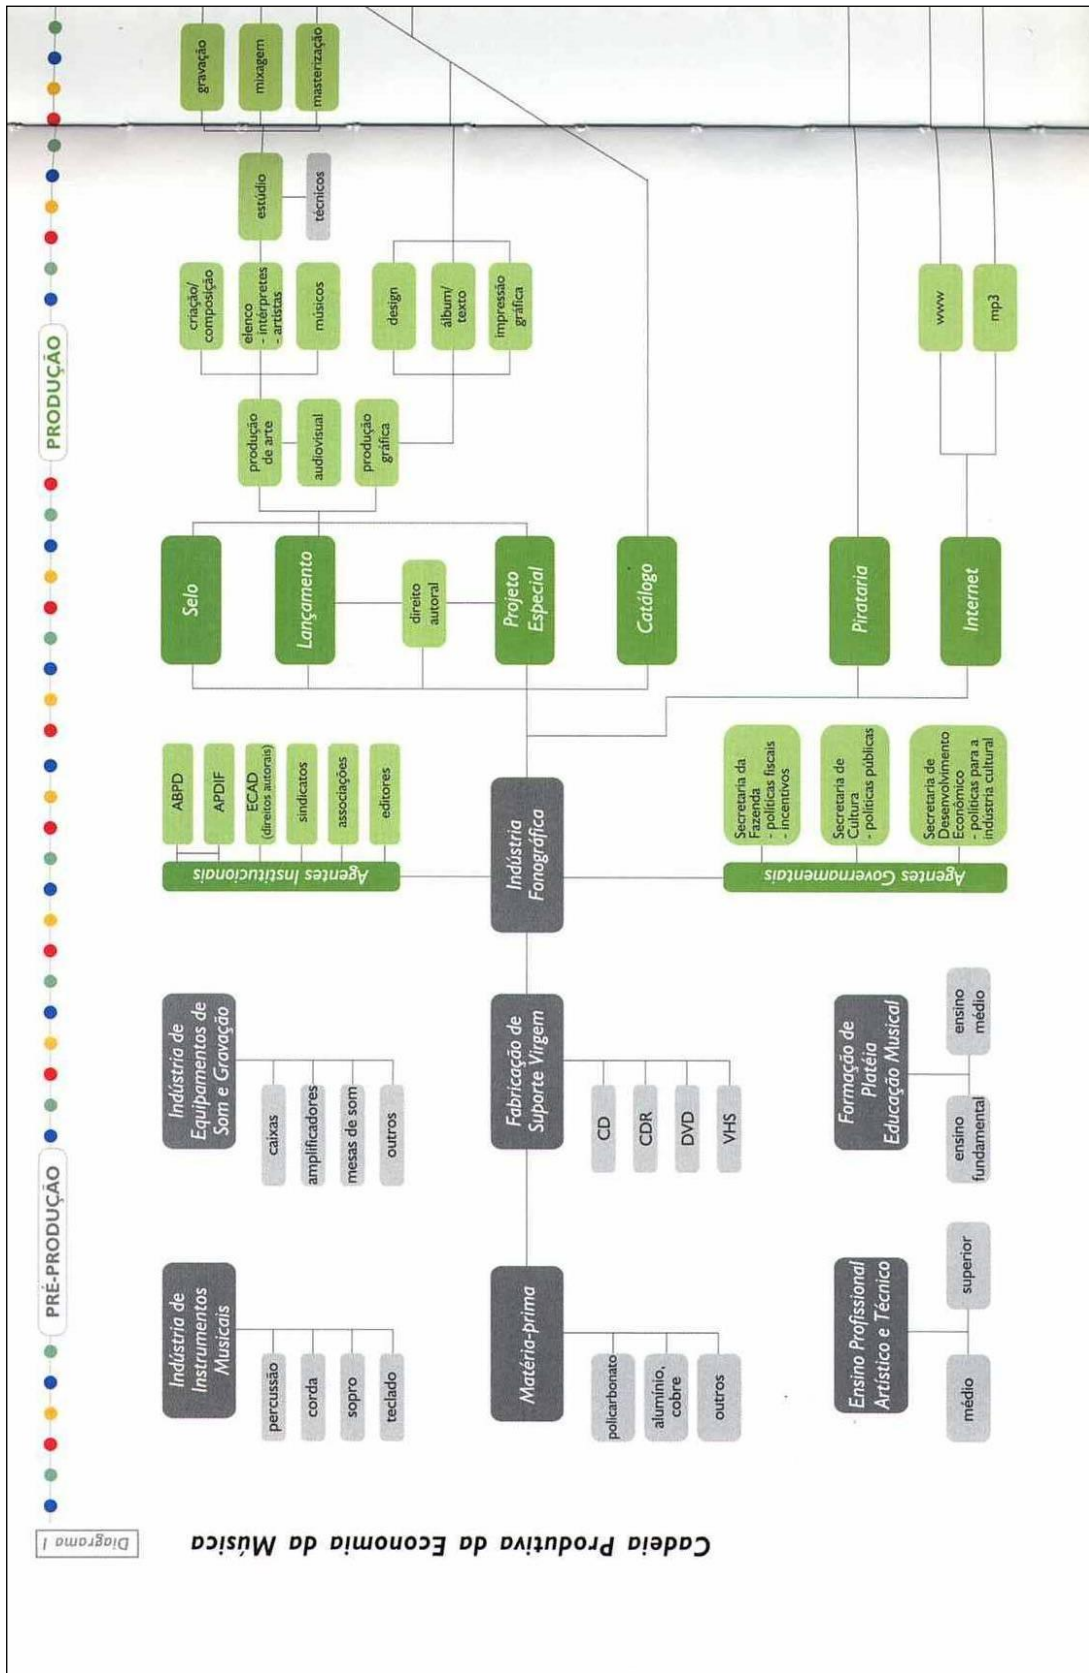 Diagrama 1
Cadeia Produtiva da Economia da Música
PRÉ-PRODUÇÃO
PRODUÇÃO
Indústria de
Instrumentos
Musicais
percussão
corda
sopro
teclado
Indústria de
Equipamentos de
Som e Gravação
caixas
amplificadores
mesas de som
outros
Matéria-prima
policarbonato
alumínio,
cobre
outros
Fabricação de
Suporte Virgem
CD
CDR
DVD
VHS
Ensino Profissional
Artístico e Técnico
médio
superior
Formação de
Platéia
Educação Musical
ensino
fundamental
ensino
médio
Indústria
Fonográfica
Agentes Institucionais
ABPD
APDIF
ECAD
(direitos autorais)
sindicatos
associações
editores
Agentes Governamentais
Secretaria da
Fazenda
- políticas fiscais
- incentivos
Secretaria de
Cultura
- políticas públicas
Secretaria de
Desenvolvimento
Econômico
- políticas para a
indústria cultural
Selo
Lançamento
direito
autoral
Projeto
Especial
Catálogo
Pirataria
Internet
produção
de arte
audiovisual
produção
gráfica
criação/
composição
elenco
- intérpretes
- artistas
músicos
design
álbum/
texto
impressão
gráfica
www
mp3
estúdio
técnicos
gravação
mixagem
masterização